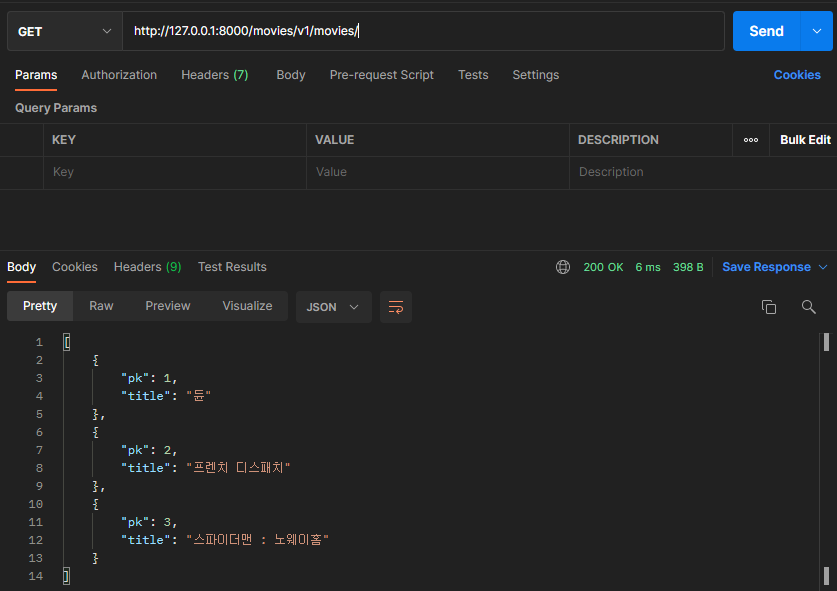 GET http://127.0.0.1:8000/movies/v1/movies/ Send
Params Authorization Headers (7) Body Pre-request Script Tests Settings Cookies
Query Params
KEY VALUE DESCRIPTION ooo Bulk Edit
Key Value Description
Body Cookies Headers (9) Test Results 200 OK 6 ms 398 B Save Response
Pretty Raw Preview Visualize JSON
1 [
2 {
3 "pk": 1,
4 "title": "듄"
5 },
6 {
7 "pk": 2,
8 "title": "프렌치 디스패치"
9 },
10 {
11 "pk": 3,
12 "title": "스파이더맨 : 노웨이홈"
13 }
14 ]